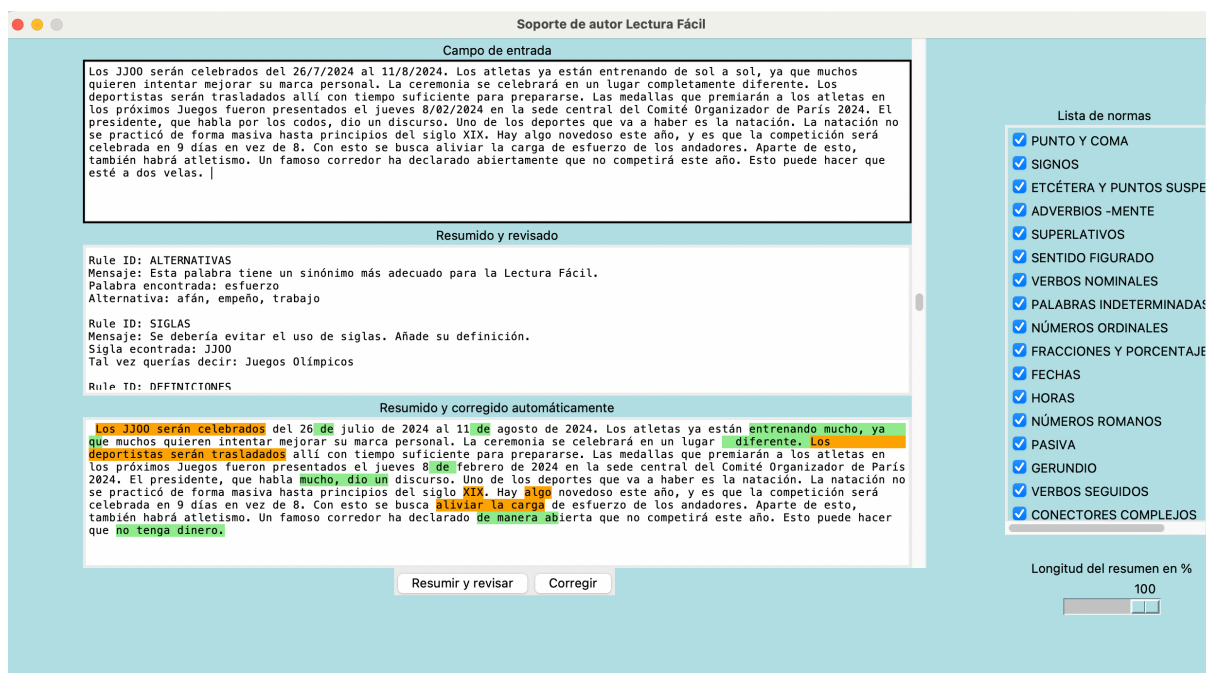 Soporte de autor Lectura Fácil
Campo de entrada
Los JJOO serán celebrados del 26/7/2024 al 11/8/2024. Los atletas ya están entrenando de sol a sol, ya que muchos
quieren intentar mejorar su marca personal. La ceremonia se celebrará en un lugar completamente diferente. Los
deportistas serán trasladados allí con tiempo suficiente para prepararse. Las medallas que premiarán a los atletas en
los próximos Juegos fueron presentados el jueves 8/02/2024 en la sede central del Comité Organizador de París 2024. El
presidente, que habla por los codos, dio un discurso. Uno de los deportes que va a haber es la natación. La natación no
se practicó de forma masiva hasta principios del siglo XIX. Hay algo novedoso este año, y es que la competición será
celebrada en 9 días en vez de 8. Con esto se busca aliviar la carga de esfuerzo de los andadores. Aparte de esto,
también habrá atletismo. Un famoso corredor ha declarado abiertamente que no competirá este año. Esto puede hacer que
esté a dos velas.
Resumido y revisado
Rule ID: ALTERNATIVAS
Mensaje: Esta palabra tiene un sinónimo más adecuado para la Lectura Fácil.
Palabra encontrada: esfuerzo
Alternativa: afán, empeño, trabajo
Rule ID: SIGLAS
Mensaje: Se debería evitar el uso de siglas. Añade su definición.
Sigla econtrada: JJOO
Tal vez querías decir: Juegos Olímpicos
Rule ID: DEFINICIONES
Resumido y corregido automáticamente
Los JJOO serán celebrados del 26 de julio de 2024 al 11 de agosto de 2024. Los atletas ya están entrenando mucho, ya
que muchos quieren intentar mejorar su marca personal. La ceremonia se celebrará en un lugar diferente. Los
deportistas serán trasladados allí con tiempo suficiente para prepararse. Las medallas que premiarán a los atletas en
los próximos Juegos fueron presentados el jueves 8 de febrero de 2024 en la sede central del Comité Organizador de París
2024. El presidente, que habla mucho, dio un discurso. Uno de los deportes que va a haber es la natación. La natación no
se practicó de forma masiva hasta principios del siglo XIX. Hay algo novedoso este año, y es que la competición será
celebrada en 9 días en vez de 8. Con esto se busca aliviar la carga de esfuerzo de los andadores. Aparte de esto,
también habrá atletismo. Un famoso corredor ha declarado de manera abierta que no competirá este año. Esto puede hacer
que no tenga dinero.
Resumir y revisar
Corregir
Lista de normas
PUNTO Y COMA
SIGNOS
ETCÉTERA Y PUNTOS SUSPE
ADVERBIOS -MENTE
SUPERLATIVOS
SENTIDO FIGURADO
VERBOS NOMINALES
PALABRAS INDETERMINADAS
NÚMEROS ORDINALES
FRACCIONES Y PORCENTAJE
FECHAS
HORAS
NÚMEROS ROMANOS
PASIVA
GERUNDIO
VERBOS SEGUIDOS
CONECTORES COMPLEJOS
Longitud del resumen en %
100